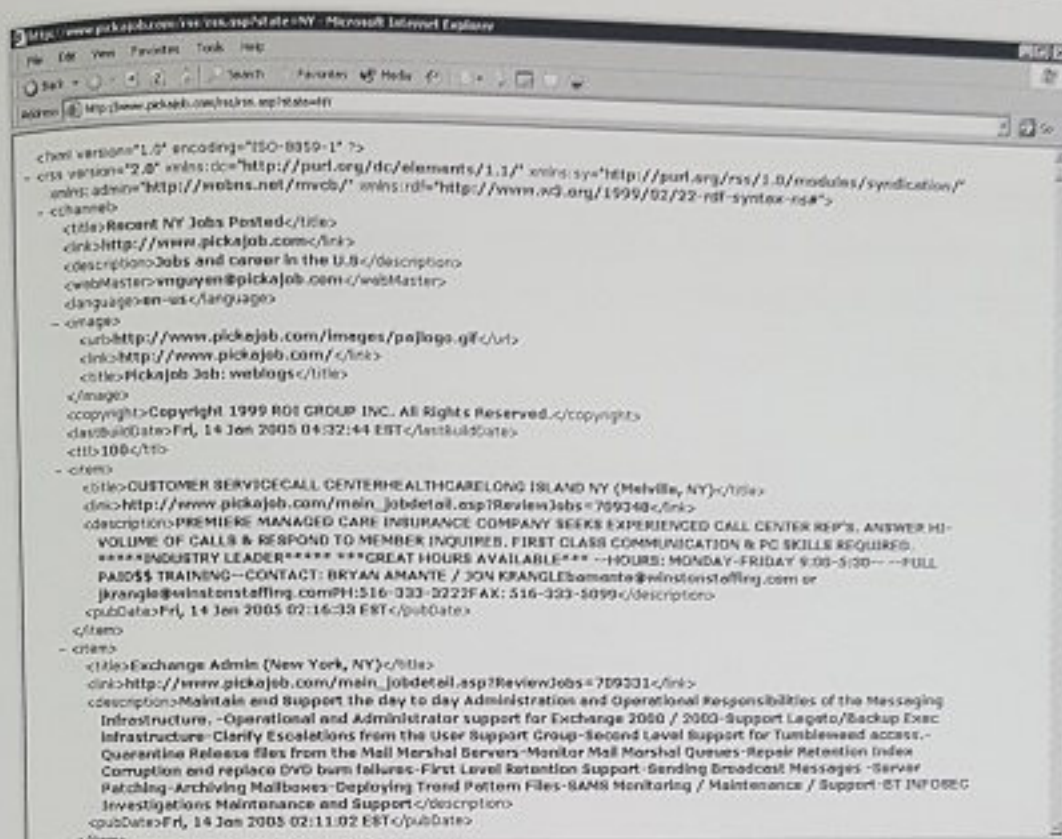 http://www.pickajob.com/rss/rss.asp?state=NY - Microsoft Internet Explorer
File Edit View Favorites Tools Help
Back Search Favorites Media
Address http://www.pickajob.com/rss/rss.asp?state=NY Go
<?xml version="1.0" encoding="ISO-8859-1" ?>
- <rss version="2.0" xmlns:dc="http://purl.org/dc/elements/1.1/" xmlns:sy="http://purl.org/rss/1.0/modules/syndication/"
xmlns:admin="http://webns.net/mvcb/" xmlns:rdf="http://www.w3.org/1999/02/22-rdf-syntax-ns#">
- <channel>
<title>Recent NY Jobs Posted</title>
<link>http://www.pickajob.com</link>
<description>Jobs and career in the U.S</description>
<webMaster>vnguyen@pickajob.com</webMaster>
<language>en-us</language>
- <image>
<url>http://www.pickajob.com/images/pajlogo.gif</url>
<link>http://www.pickajob.com/</link>
<title>PickaJob Job: weblogs</title>
</image>
<copyright>Copyright 1999 ROI GROUP INC. All Rights Reserved.</copyright>
<lastBuildDate>Fri, 14 Jan 2005 04:32:44 EST</lastBuildDate>
<ttl>100</ttl>
- <item>
<title>CUSTOMER SERVICECALL CENTERHEALTHCARELONG ISLAND NY (Melville, NY)</title>
<link>http://www.pickajob.com/main_jobdetail.asp?ReviewJobs=709348</link>
<description>PREMIERE MANAGED CARE INSURANCE COMPANY SEEKS EXPERIENCED CALL CENTER REP'S. ANSWER HI-
VOLUME OF CALLS & RESPOND TO MEMBER INQUIRES. FIRST CLASS COMMUNICATION & PC SKILLS REQUIRED.
*****INDUSTRY LEADER***** ***GREAT HOURS AVAILABLE*** --HOURS: MONDAY-FRIDAY 9:00-5:30-- --FULL
PAID$$ TRAINING--CONTACT: BRYAN AMANTE / JON KRANGLEbamante@winstonstaffing.com or
jkrangle@winstonstaffing.comPH:516-333-3222FAX: 516-333-5099</description>
<pubDate>Fri, 14 Jan 2005 02:16:33 EST</pubDate>
</item>
- <item>
<title>Exchange Admin (New York, NY)</title>
<link>http://www.pickajob.com/main_jobdetail.asp?ReviewJobs=709331</link>
<description>Maintain and Support the day to day Administration and Operational Responsibilities of the Messaging
Infrastructure. -Operational and Administrator support for Exchange 2000 / 2003-Support Legato/Backup Exec
Infrastructure-Clarify Escalations from the User Support Group-Second Level Support for Tumbleweed access.-
Quarentine Release files from the Mail Marshal Servers-Monitor Mail Marshal Queues-Repair Retention Index
Corruption and replace DVD burn failures-First Level Retention Support-Sending Broadcast Messages -Server
Patching-Archiving Mailboxes-Deploying Trend Pattern Files-SAMS Monitoring / Maintenance / Support-BT INFOSEC
Investigations Maintenance and Support</description>
<pubDate>Fri, 14 Jan 2005 02:11:02 EST</pubDate>
</item>